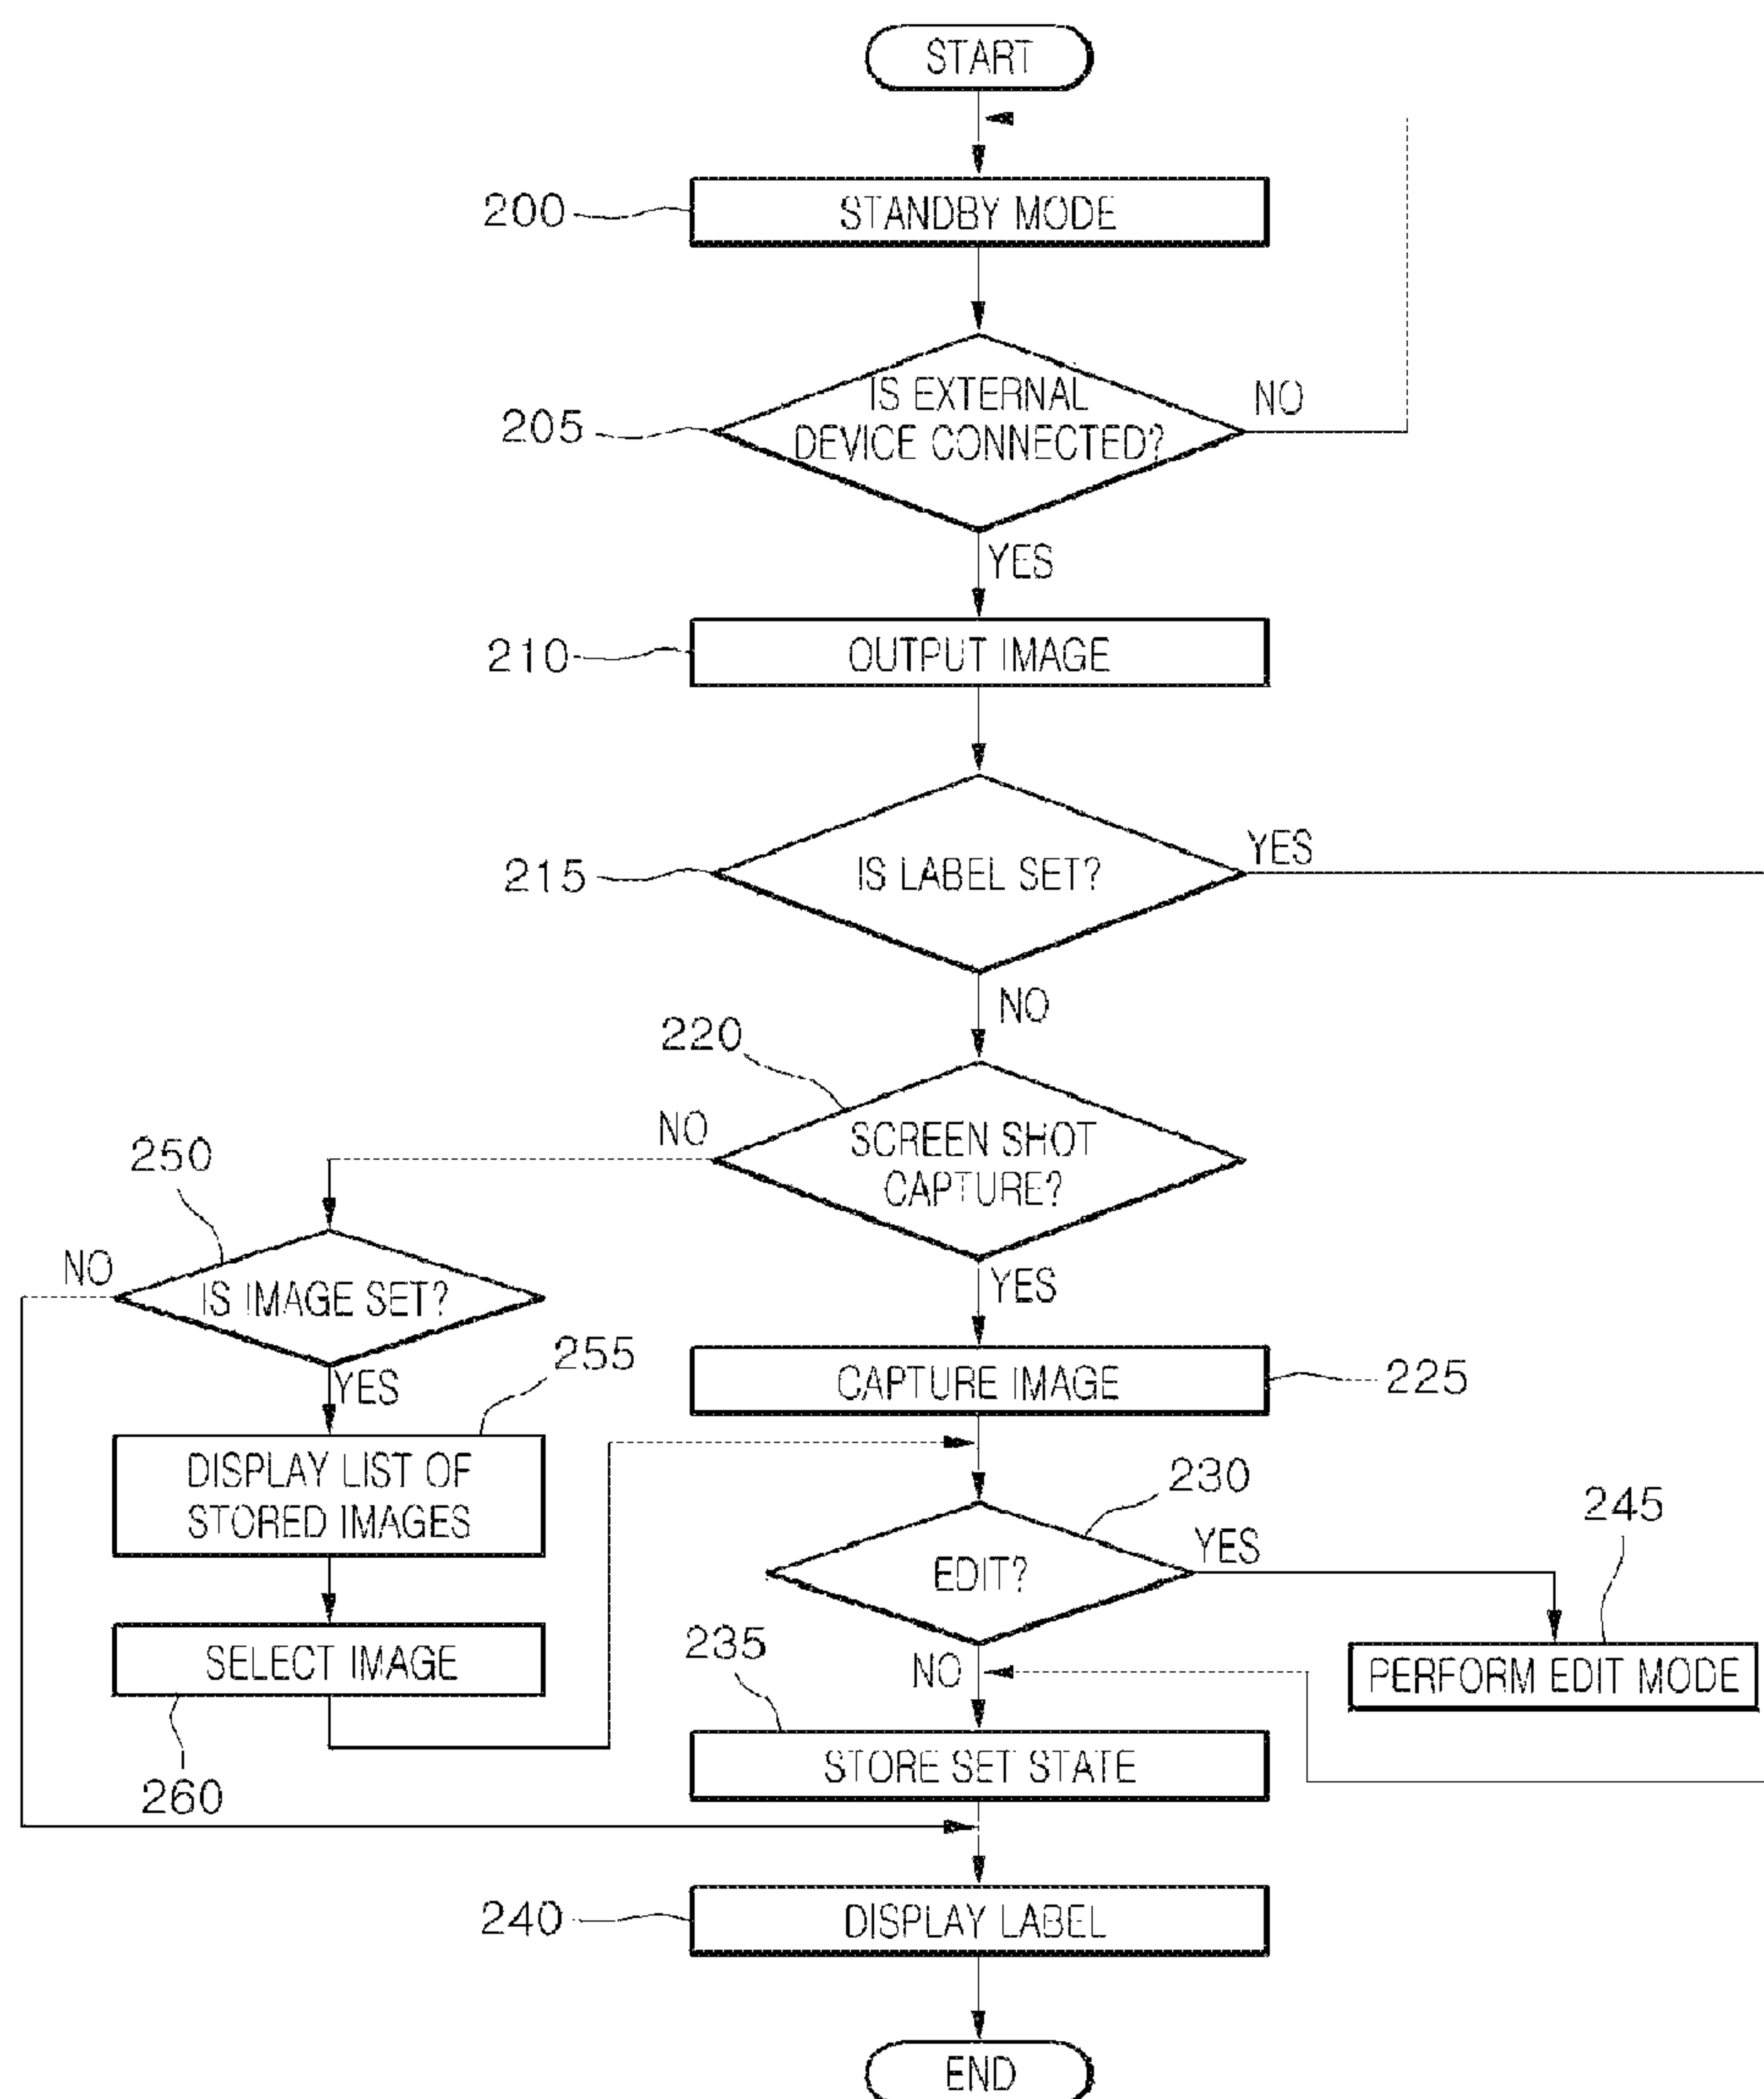 START
200
STANDBY MODE
IS EXTERNAL
DEVICE CONNECTED?
205
NO
YES
210
OUTPUT IMAGE
215
IS LABEL SET?
YES
NO
220
SCREEN SHOT
CAPTURE?
NO
YES
250
IS IMAGE SET?
NO
YES
255
DISPLAY LIST OF
STORED IMAGES
SELECT IMAGE
260
CAPTURE IMAGE
225
230
EDIT?
YES
NO
245
PERFORM EDIT MODE
235
STORE SET STATE
240
DISPLAY LABEL
END